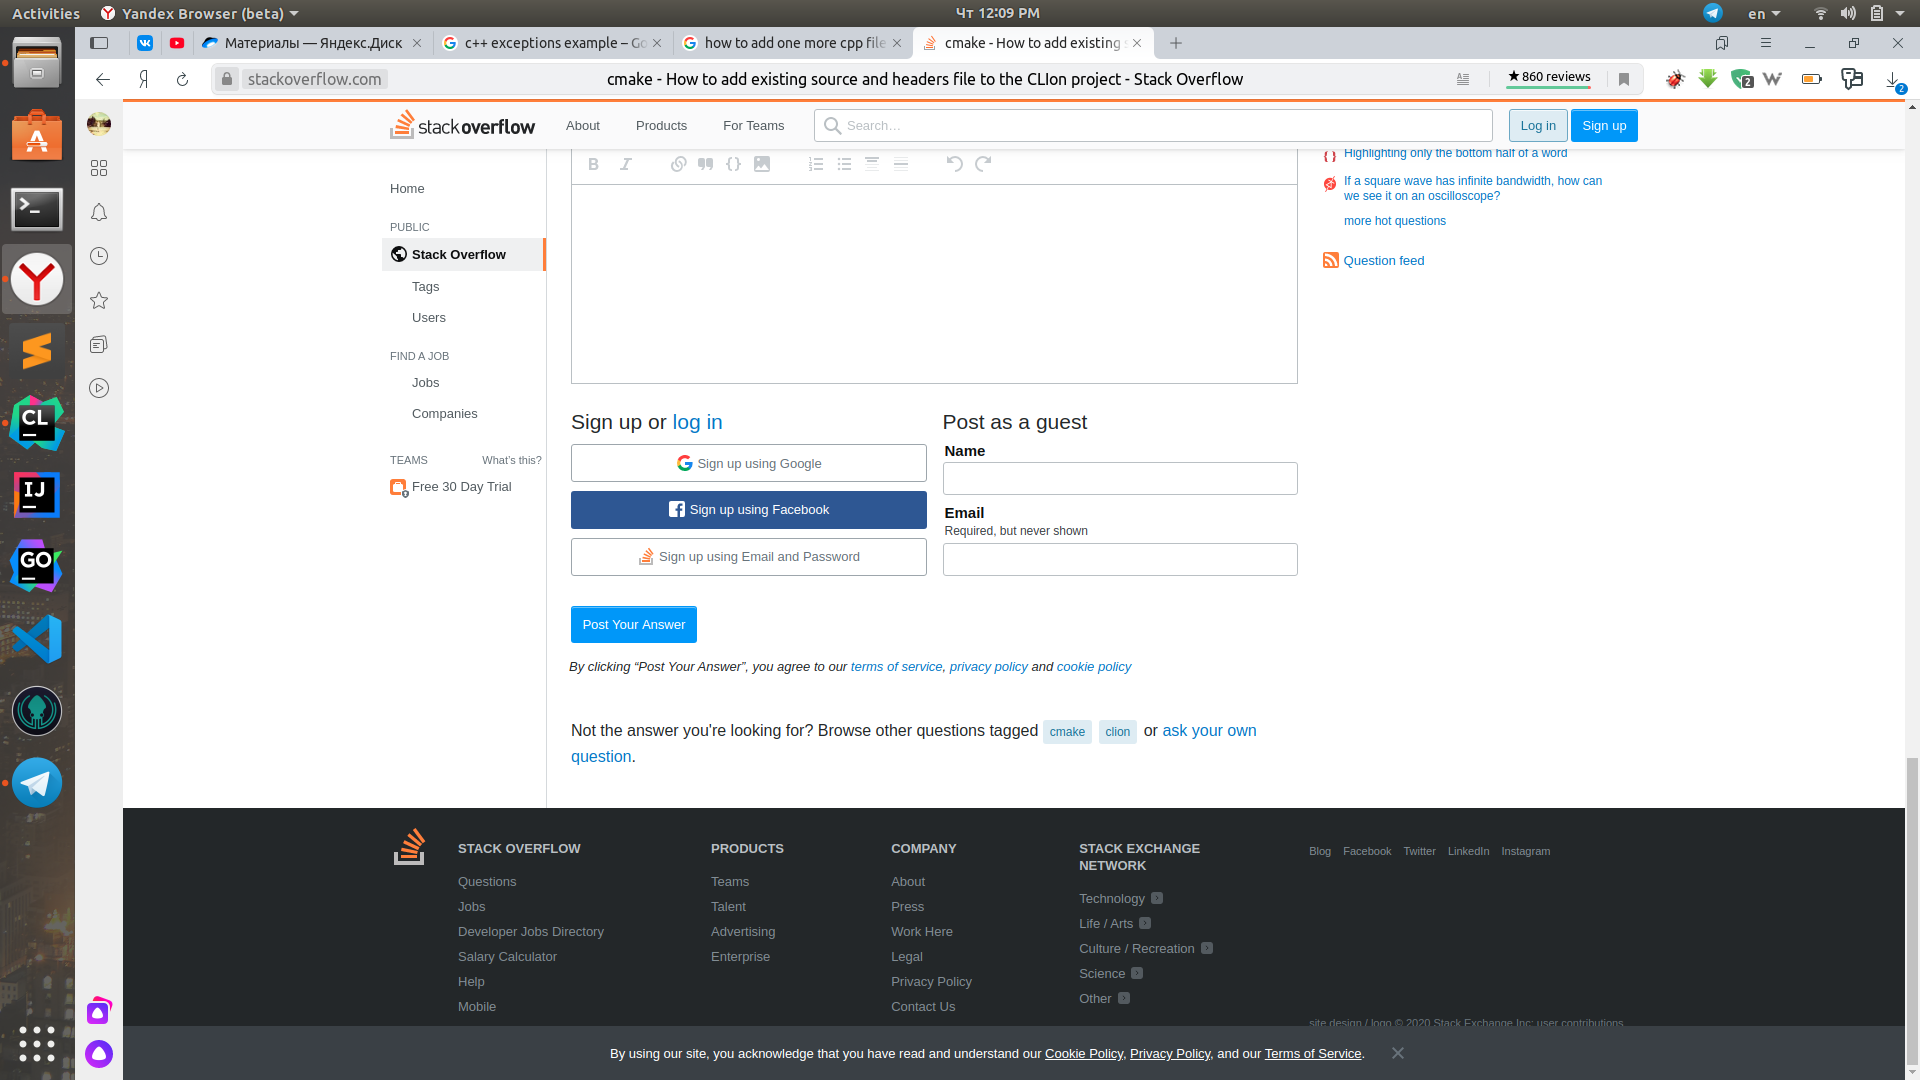 Activities
Yandex Browser (beta)
Чт 12:09 PM
en
Материалы — Яндекс.Диск
c++ exceptions example – Go
how to add one more cpp file
cmake - How to add existing s
stackoverflow.com
cmake - How to add existing source and headers file to the CLIon project - Stack Overflow
★860 reviews
2
2
stackoverflow
About
Products
For Teams
Search…
Log in
Sign up
Home
PUBLIC
Stack Overflow
Tags
Users
FIND A JOB
Jobs
Companies
TEAMS
What's this?
Free 30 Day Trial
Highlighting only the bottom half of a word
If a square wave has infinite bandwidth, how can
we see it on an oscilloscope?
more hot questions
Question feed
Sign up or log in
Sign up using Google
Sign up using Facebook
Sign up using Email and Password
Post as a guest
Name
Email
Required, but never shown
Post Your Answer
By clicking “Post Your Answer”, you agree to our terms of service, privacy policy and cookie policy
Not the answer you're looking for? Browse other questions tagged cmake clion or ask your own
question.
STACK OVERFLOW
Questions
Jobs
Developer Jobs Directory
Salary Calculator
Help
Mobile
PRODUCTS
Teams
Talent
Advertising
Enterprise
COMPANY
About
Press
Work Here
Legal
Privacy Policy
Contact Us
STACK EXCHANGE
NETWORK
Technology
Life / Arts
Culture / Recreation
Science
Other
Blog
Facebook
Twitter
LinkedIn
Instagram
site design / logo © 2020 Stack Exchange Inc; user contributions
By using our site, you acknowledge that you have read and understand our Cookie Policy, Privacy Policy, and our Terms of Service.
CL
IJ
GO